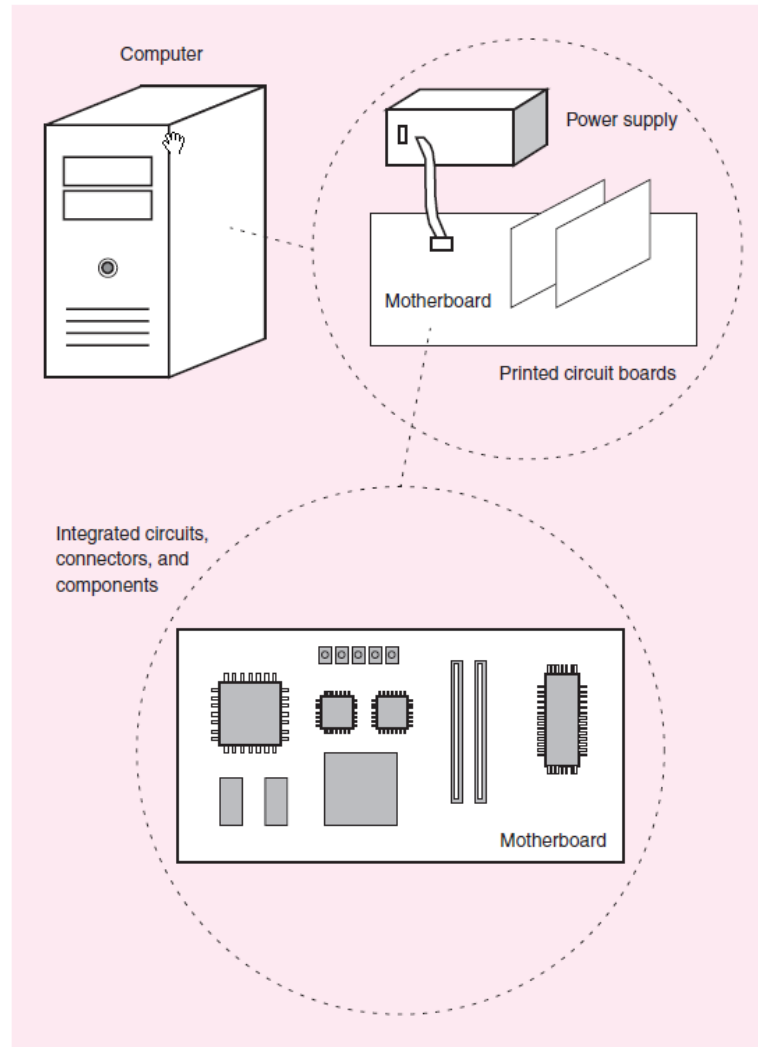 Computer
Power supply
Motherboard
Printed circuit boards
Integrated circuits,
connectors, and
components
Motherboard